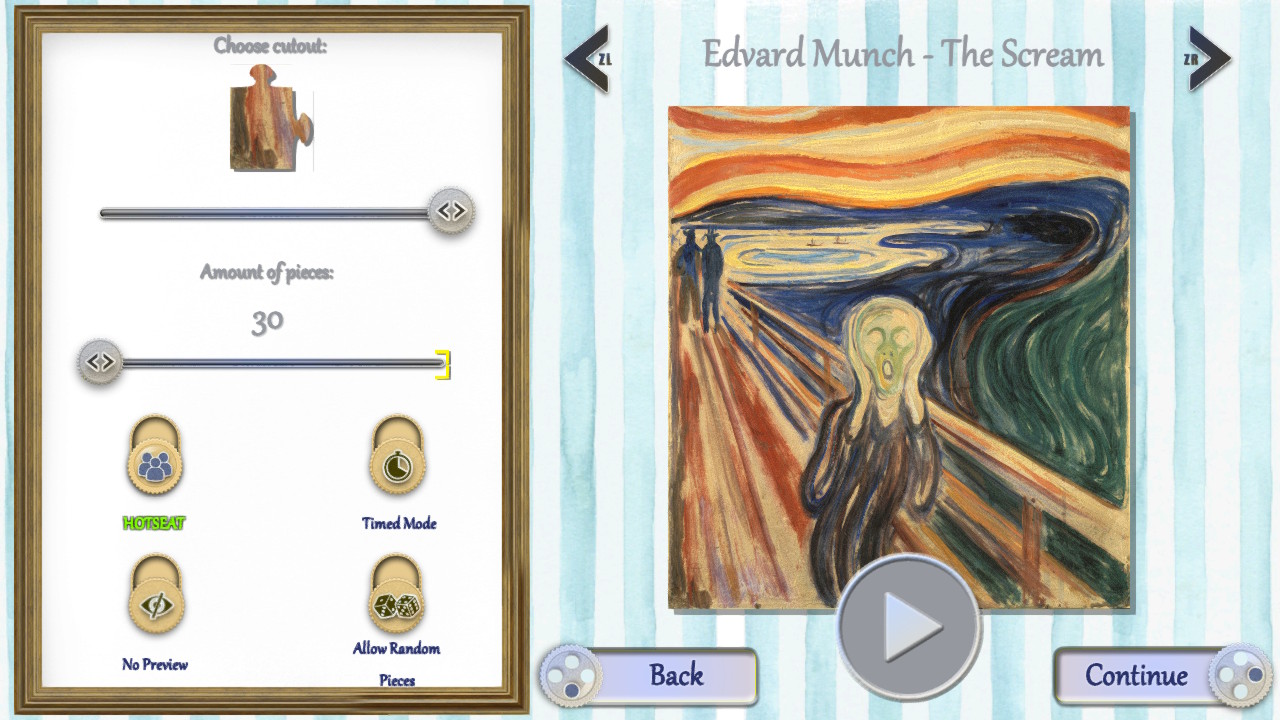 Choose cutout:
Amount of pieces:
30
HOTSEAT
Timed Mode
No Preview
Allow Random
Pieces
ZL
Edvard Munch - The Scream
ZR
Back
Continue